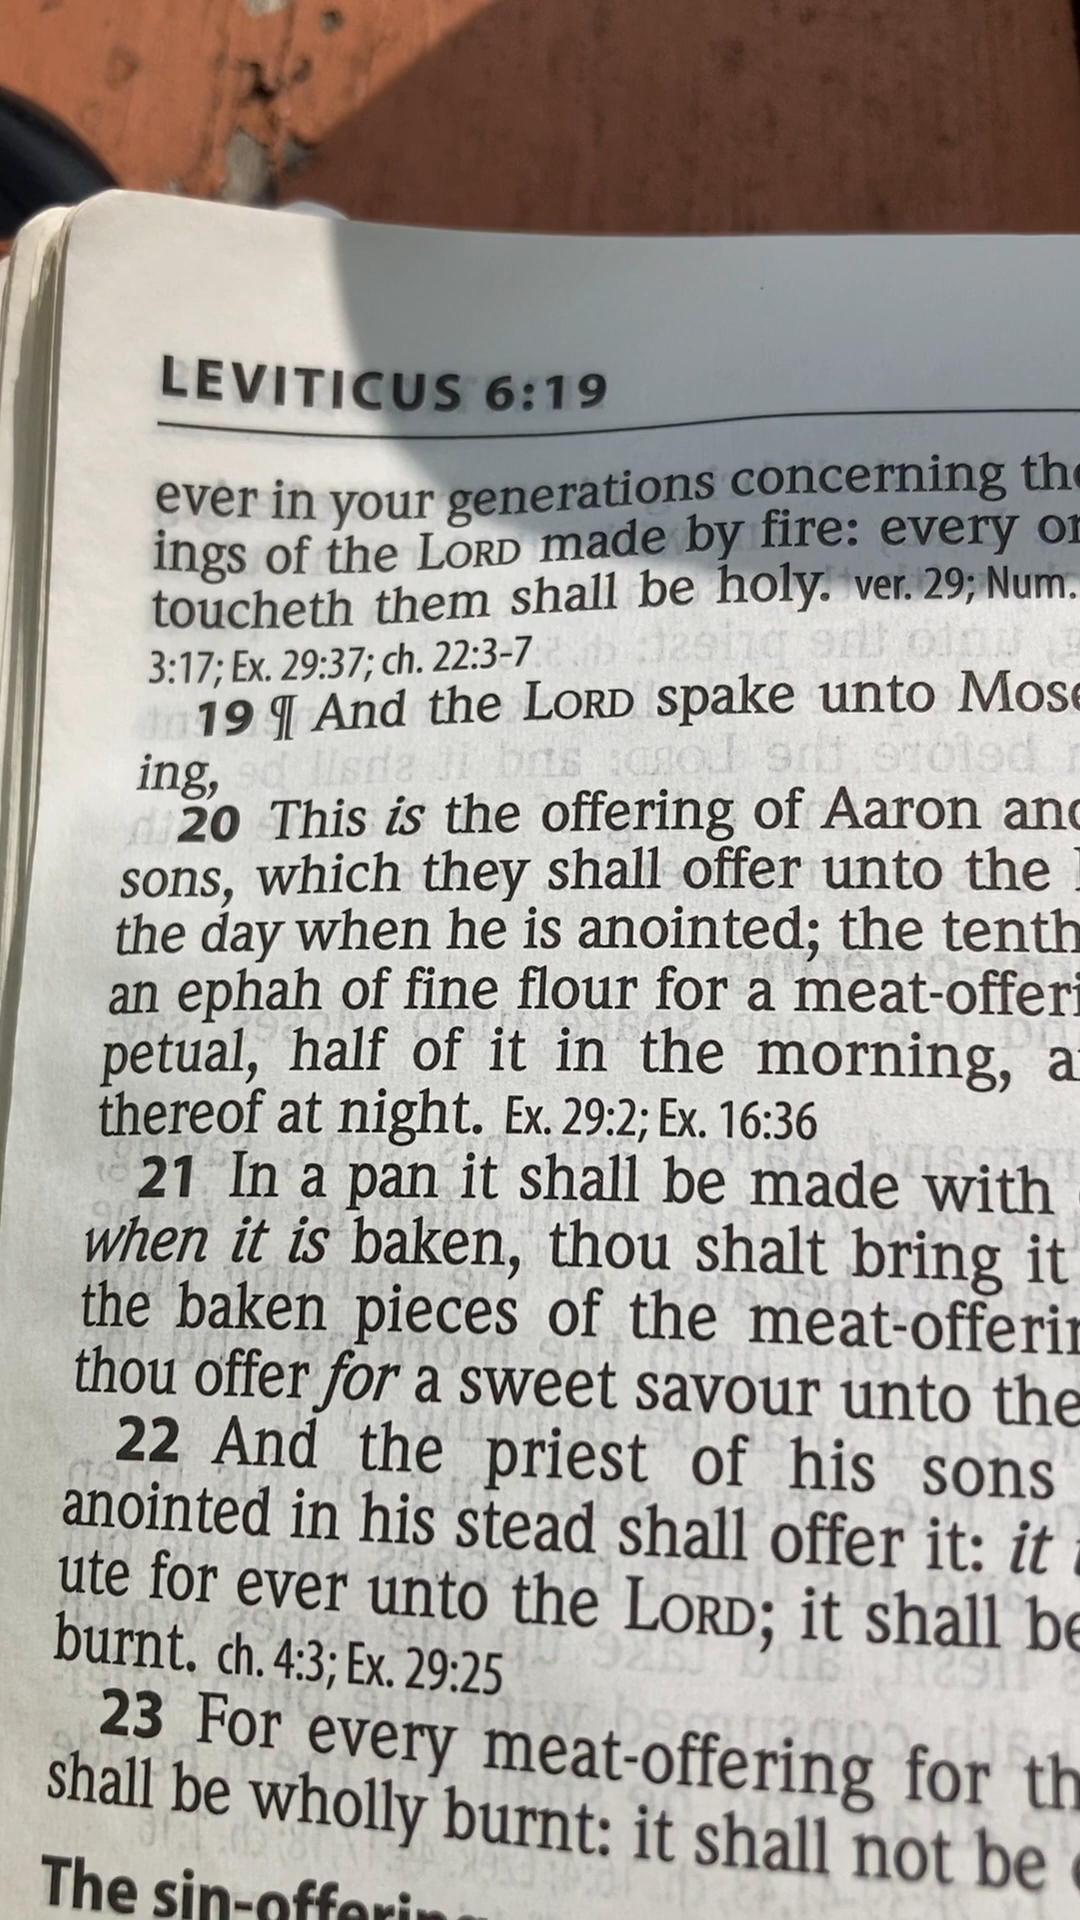 LEVITICUS 6:19
ever in your generations concerning the
ings of the LORD made by fire: every
toucheth them shall be holy. ver. 29; Num.
3:17; Ex. 29:37; ch. 22:3-7
19 ¶ And the LORD spake unto Mose
ing,
20 This is the offering of Aaron and
sons, which they shall offer unto the
the day when he is anointed; the tenth
an ephah of fine flour for a meat-offeri
petual, half of it in the morning, a
thereof at night. Ex. 29:2; Ex. 16:36
21 In a pan it shall be made with
when it is baken, thou shalt bring it
the baken pieces of the meat-offerin
thou offer for a sweet savour unto the
22 And the priest of his sons
anointed in his stead shall offer it: it
ute for ever unto the LORD; it shall be
burnt. ch. 4:3; Ex. 29:25
23 For every meat-offering for th
shall be wholly burnt: it shall not be
The sin-offering